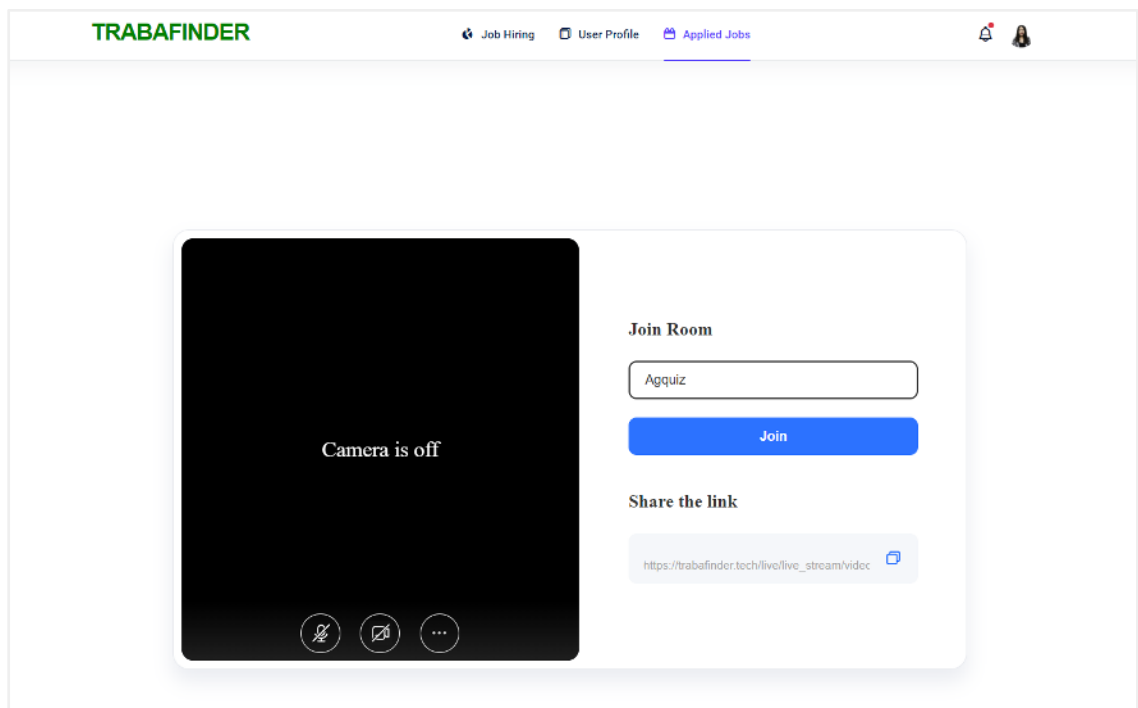 TRABAFINDER
Job Hiring
User Profile
Applied Jobs
Camera is off
Join Room
Agquiz
Join
Share the link
https://trabafinder.tech/live/live_stream/videc